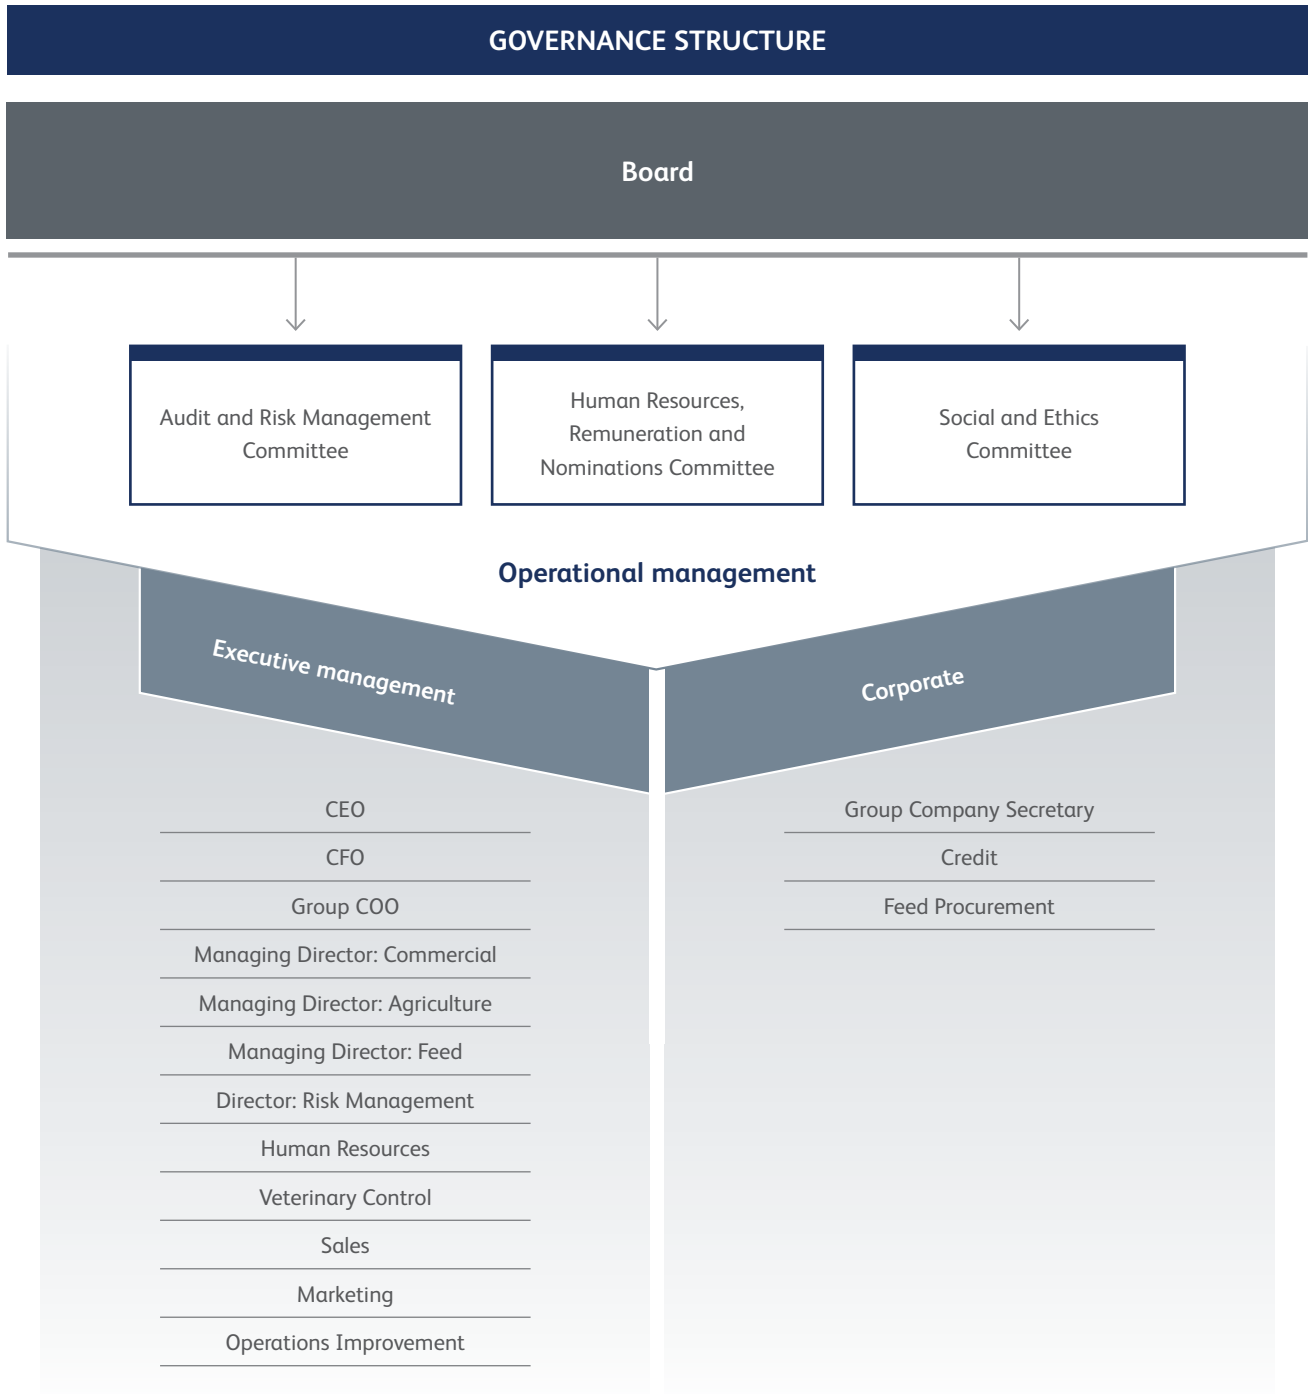 GOVERNANCE STRUCTURE
Board
Audit and Risk Management
Committee
Human Resources,
Remuneration and
Nominations Committee
Social and Ethics
Committee
Operational management
Executive management
CEO
CFO
Group COO
Managing Director: Commercial
Managing Director: Agriculture
Managing Director: Feed
Director: Risk Management
Human Resources
Veterinary Control
Sales
Marketing
Operations Improvement
Corporate
Group Company Secretary
Credit
Feed Procurement